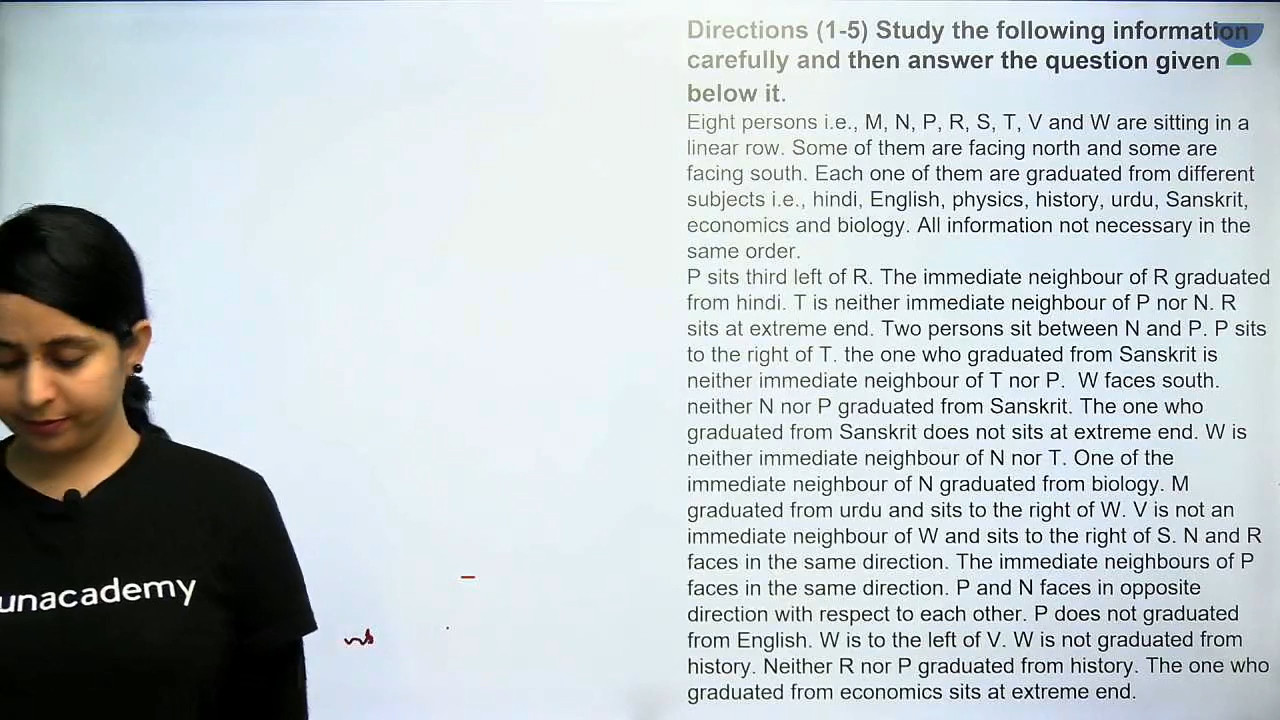 Directions (1-5) Study the following information
carefully and then answer the question given
below it.
Eight persons i.e., M, N, P, R, S, T, V and W are sitting in a
linear row. Some of them are facing north and some are
facing south. Each one of them are graduated from different
subjects i.e., hindi, English, physics, history, urdu, Sanskrit,
economics and biology. All information not necessary in the
same order.
P sits third left of R. The immediate neighbour of R graduated
from hindi. T is neither immediate neighbour of P nor N. R
sits at extreme end. Two persons sit between N and P. P sits
to the right of T. the one who graduated from Sanskrit is
neither immediate neighbour of T nor P. W faces south.
neither N nor P graduated from Sanskrit. The one who
graduated from Sanskrit does not sits at extreme end. W is
neither immediate neighbour of N nor T. One of the
immediate neighbour of N graduated from biology. M
graduated from urdu and sits to the right of W. V is not an
immediate neighbour of W and sits to the right of S. N and R
faces in the same direction. The immediate neighbours of P
faces in the same direction. P and N faces in opposite
direction with respect to each other. P does not graduated
from English. W is to the left of V. W is not graduated from
history. Neither R nor P graduated from history. The one who
graduated from economics sits at extreme end.
unacademy